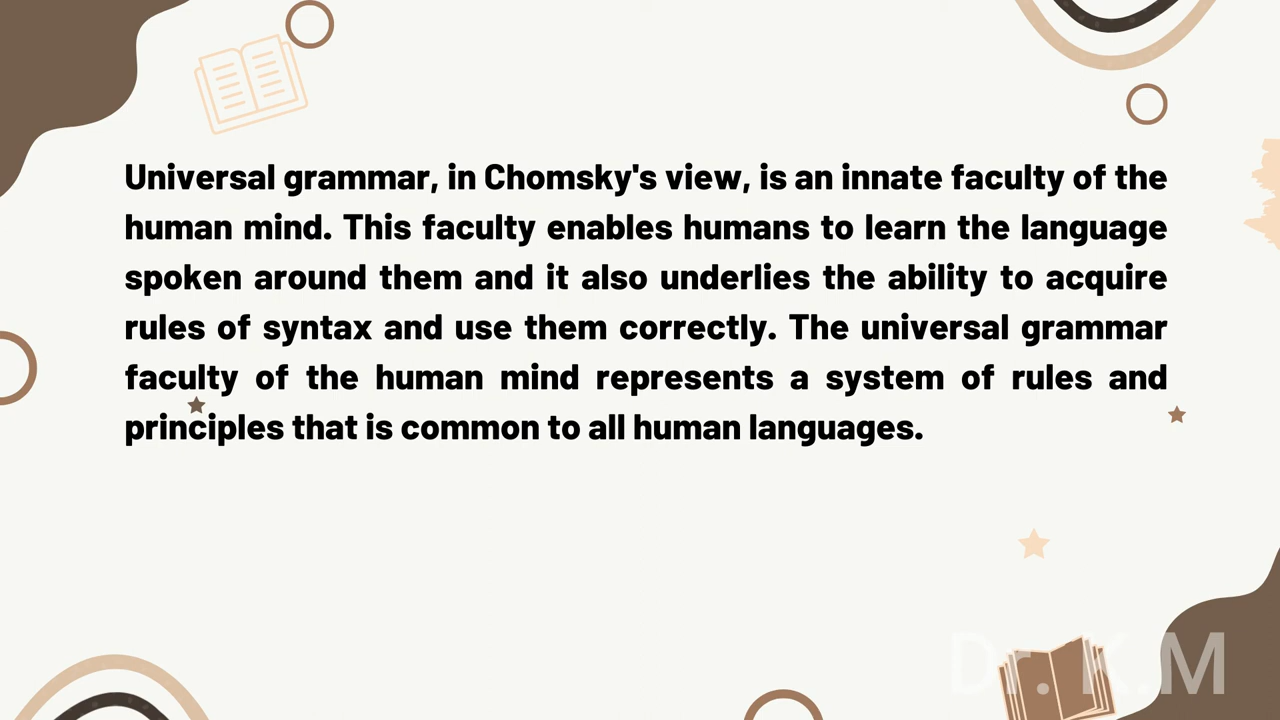 Universal grammar, in Chomsky's view, is an innate faculty of the
human mind. This faculty enables humans to learn the language
spoken around them and it also underlies the ability to acquire
rules of syntax and use them correctly. The universal grammar
faculty of the human mind represents a system of rules and
principles that is common to all human languages.
Dr. K.M